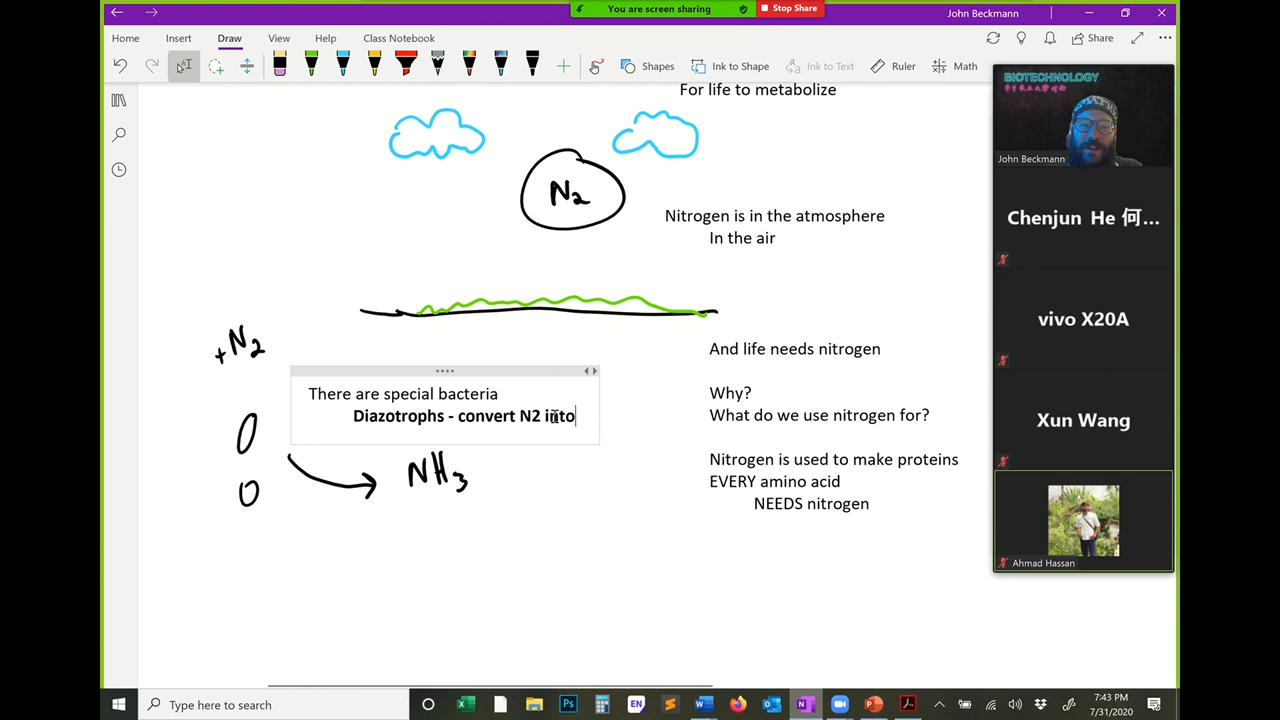 You are screen sharing
Stop Share
John Beckmann
Home Insert Draw View Help Class Notebook
Share
Shapes Ink to Shape Ink to Text Ruler Math
For life to metabolize
N2
Nitrogen is in the atmosphere
In the air
+N2
And life needs nitrogen
There are special bacteria
Diazotrophs - convert N2 into
Why?
What do we use nitrogen for?
NH3
Nitrogen is used to make proteins
EVERY amino acid
NEEDS nitrogen
BIOTECHNOLOGY
John Beckmann
Chenjun He 何...
vivo X20A
Xun Wang
Ahmad Hassan
Type here to search
EN
7:43 PM
7/31/2020